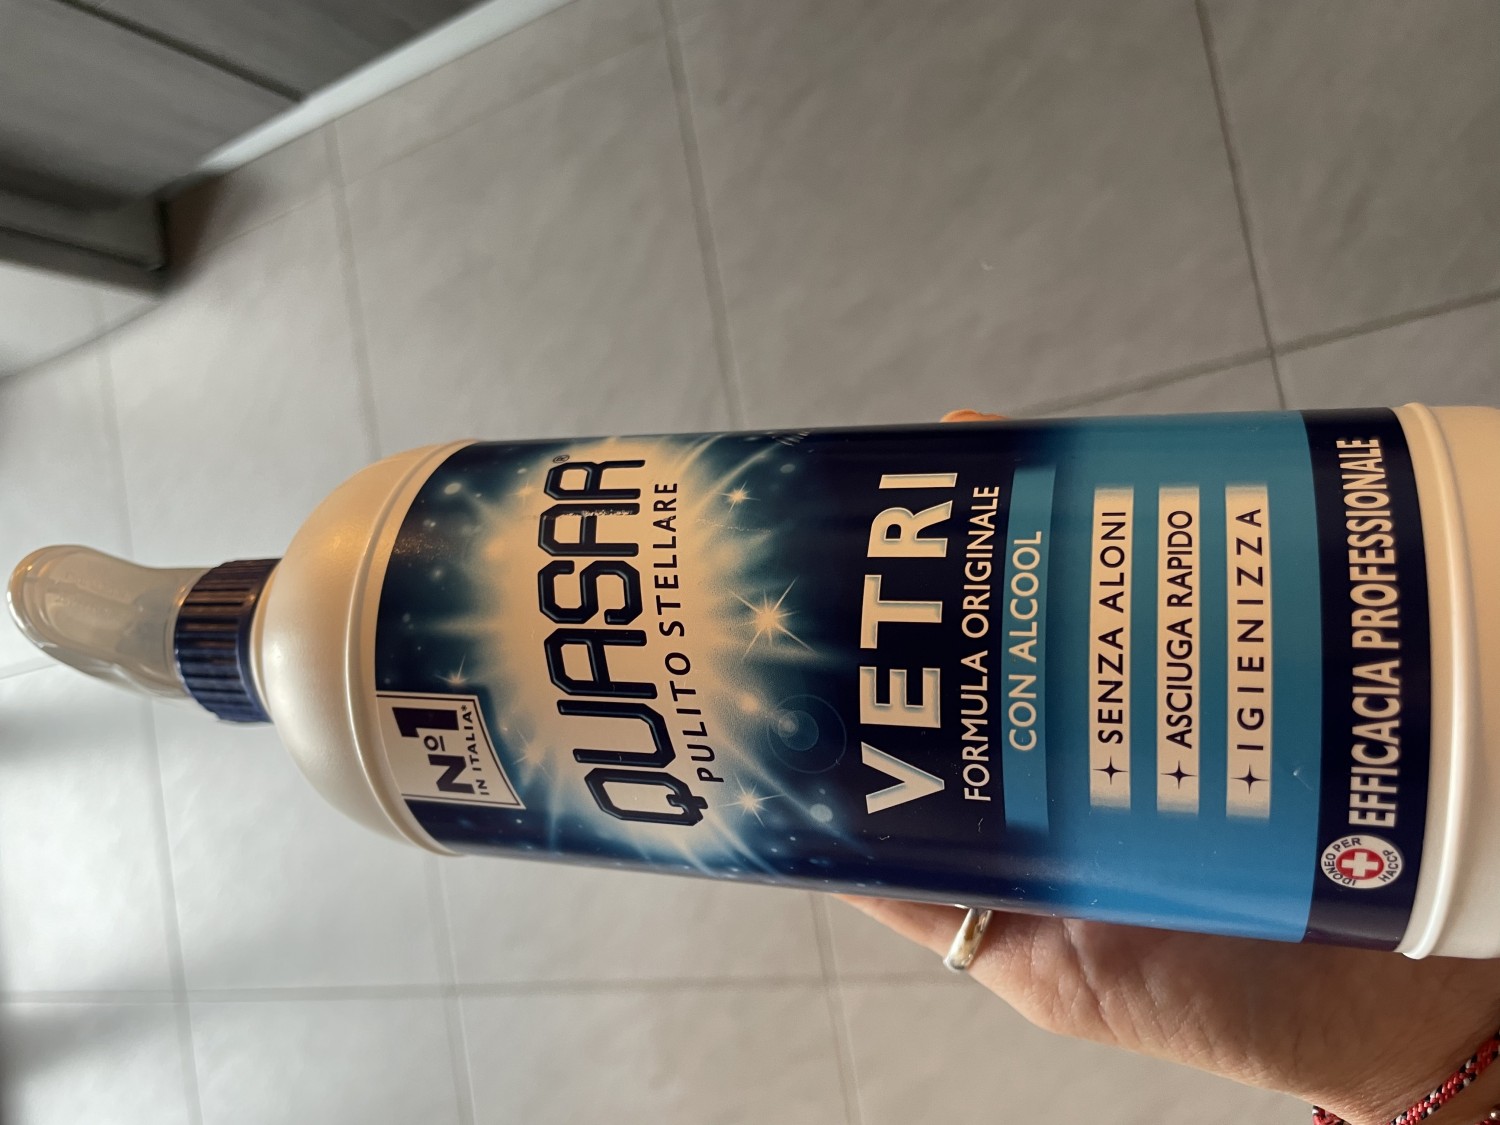 Nº1
IN ITALIA*
QUASAR®
PULITO STELLARE
VETRI
FORMULA ORIGINALE
CON ALCOOL
SENZA ALONI
ASCIUGA RAPIDO
IGIENIZZA
IDONEO PER
HACCP
EFFICACIA PROFESSIONALE